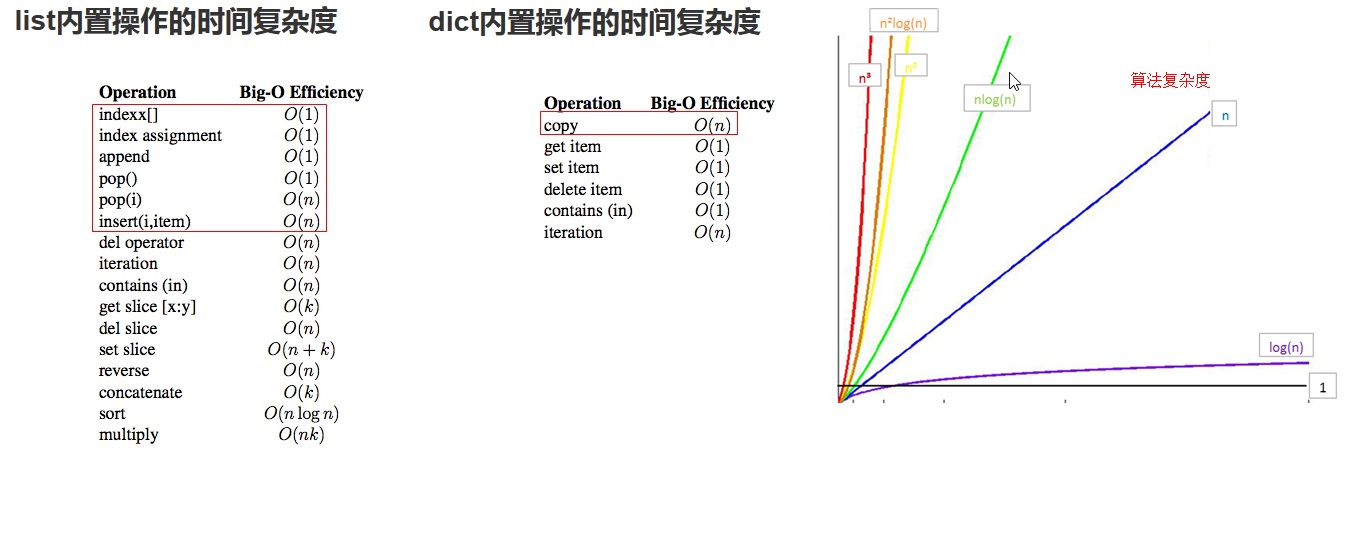 list内置操作的时间复杂度
Operation Big-O Efficiency
indexx[] O(1)
index assignment O(1)
append O(1)
pop() O(1)
pop(i) O(n)
insert(i,item) O(n)
del operator O(n)
iteration O(n)
contains (in) O(n)
get slice [x:y] O(k)
del slice O(n)
set slice O(n + k)
reverse O(n)
concatenate O(k)
sort O(n log n)
multiply O(nk)
dict内置操作的时间复杂度
Operation Big-O Efficiency
copy O(n)
get item O(1)
set item O(1)
delete item O(1)
contains (in) O(1)
iteration O(n)
n²log(n)
n³
n²
nlog(n)
算法复杂度
n
log(n)
1